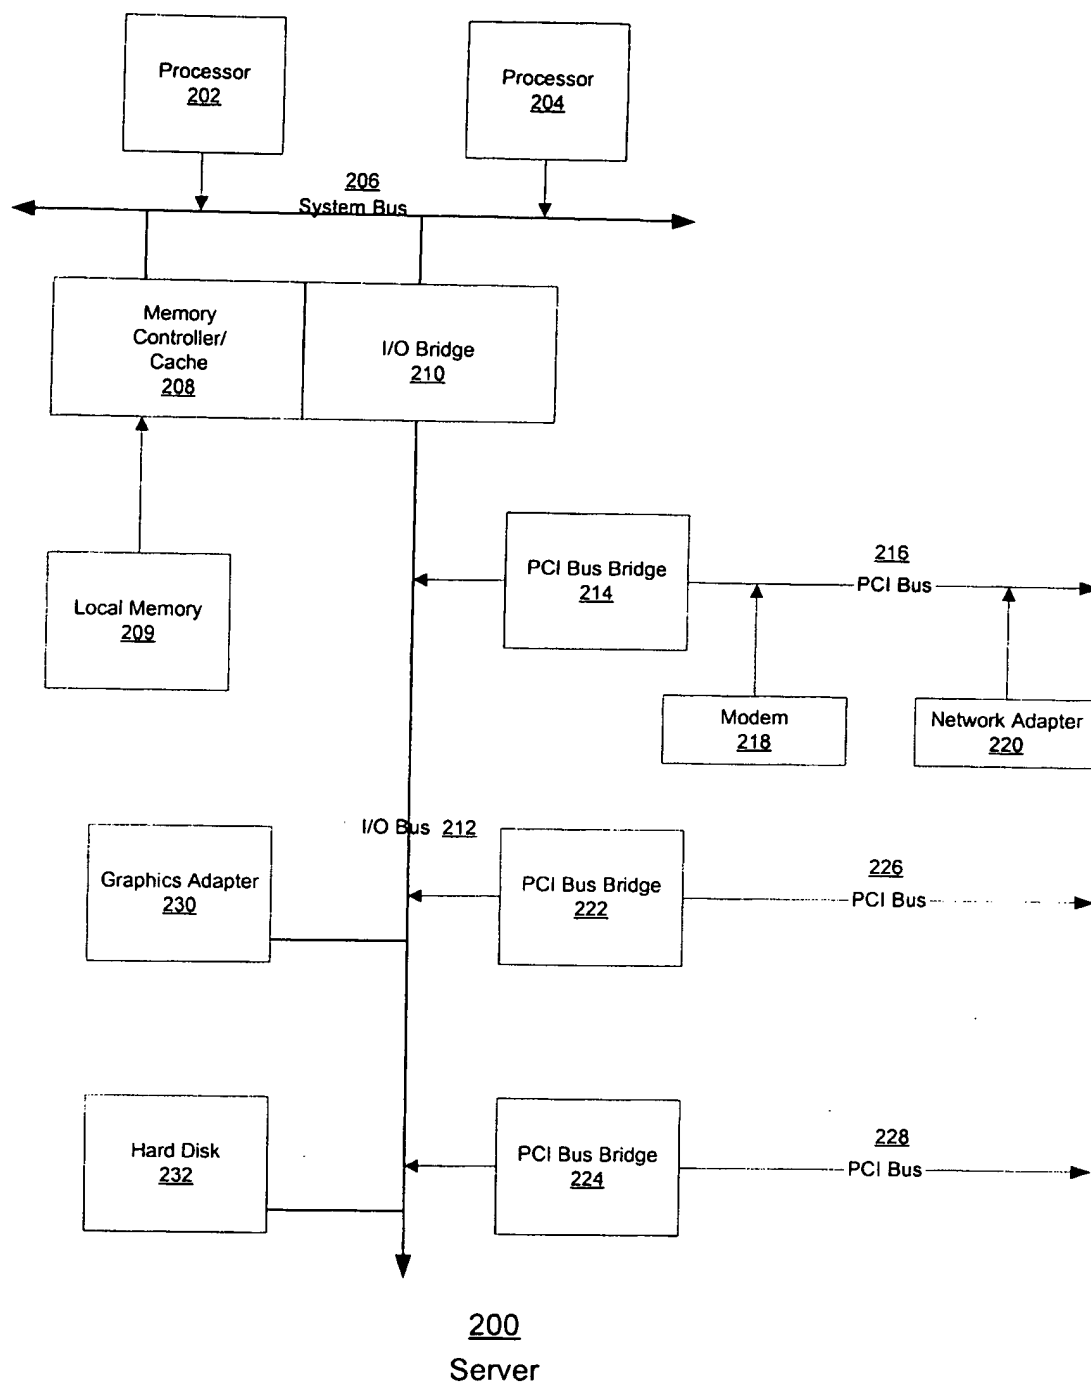 Processor
202
Processor
204
206
System Bus
Memory
Controller/
Cache
208
I/O Bridge
210
PCI Bus Bridge
214
216
PCI Bus
Local Memory
209
Modem
218
Network Adapter
220
I/O Bus 212
Graphics Adapter
230
PCI Bus Bridge
222
226
PCI Bus
Hard Disk
232
PCI Bus Bridge
224
228
PCI Bus
200
Server